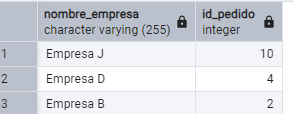 nombre_empresa id_pedido
character varying (255) integer
1 Empresa J 10
2 Empresa D 4
3 Empresa B 2